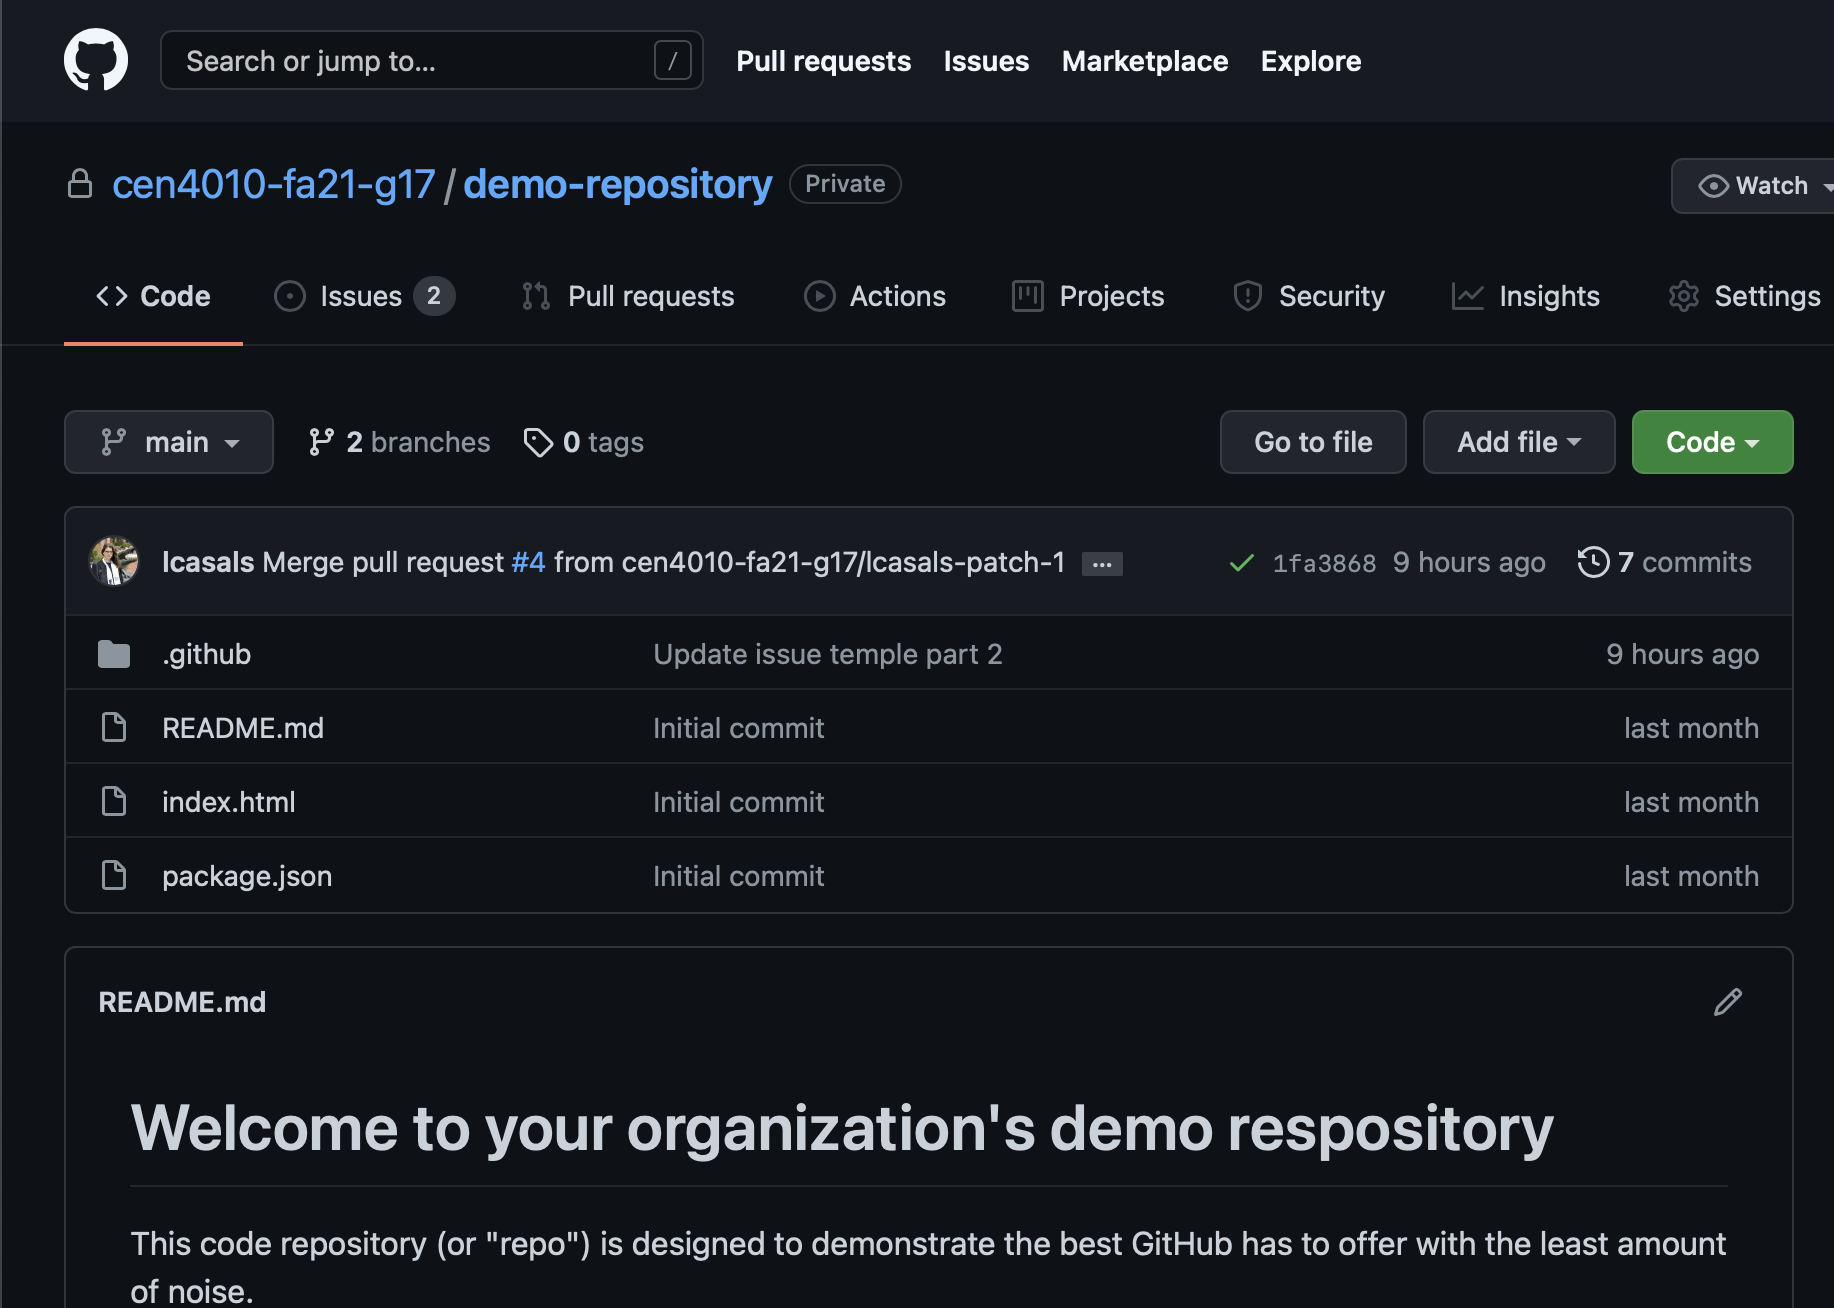 Search or jump to... /
Pull requests Issues Marketplace Explore
cen4010-fa21-g17 / demo-repository Private
Watch
Code Issues 2 Pull requests Actions Projects Security Insights Settings
main 2 branches 0 tags Go to file Add file Code
lcasals Merge pull request #4 from cen4010-fa21-g17/lcasals-patch-1 ... 1fa3868 9 hours ago 7 commits
.github Update issue temple part 2 9 hours ago
README.md Initial commit last month
index.html Initial commit last month
package.json Initial commit last month
README.md
Welcome to your organization's demo respository
This code repository (or "repo") is designed to demonstrate the best GitHub has to offer with the least amount
of noise.